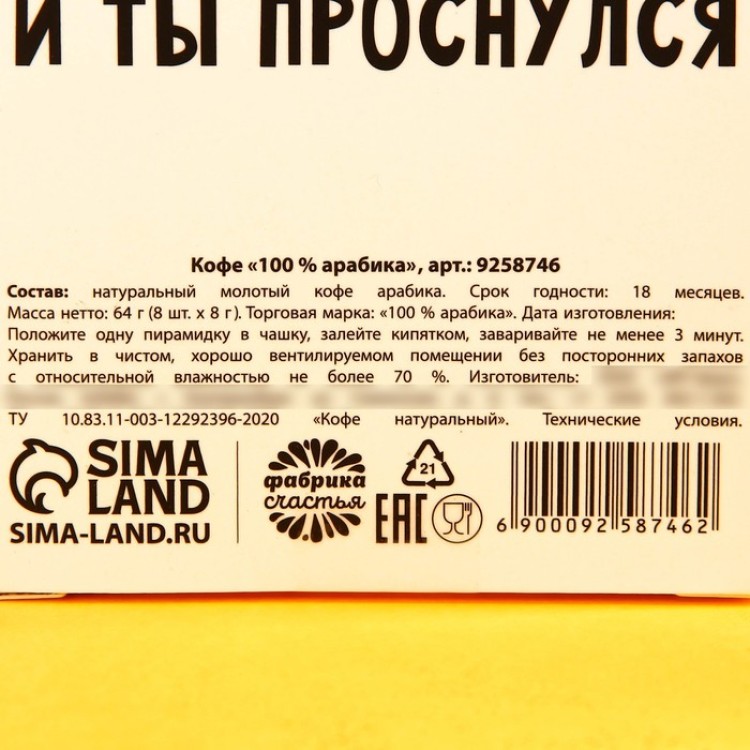 И ТЫ ПРОСНУЛСЯ
Кофе «100 % арабика», арт.: 9258746
Состав: натуральный молотый кофе арабика. Срок годности: 18 месяцев.
Масса нетто: 64 г (8 шт. х 8 г). Торговая марка: «100 % арабика». Дата изготовления:
Положите одну пирамидку в чашку, залейте кипятком, заваривайте не менее 3 минут.
Хранить в чистом, хорошо вентилируемом помещении без посторонних запахов
с относительной влажностью не более 70 %. Изготовитель:
ТУ 10.83.11-003-12292396-2020 «Кофе натуральный». Технические условия.
SIMA
LAND
SIMA-LAND.RU
фабрика
счастья
21
EAC
6 900092 587462